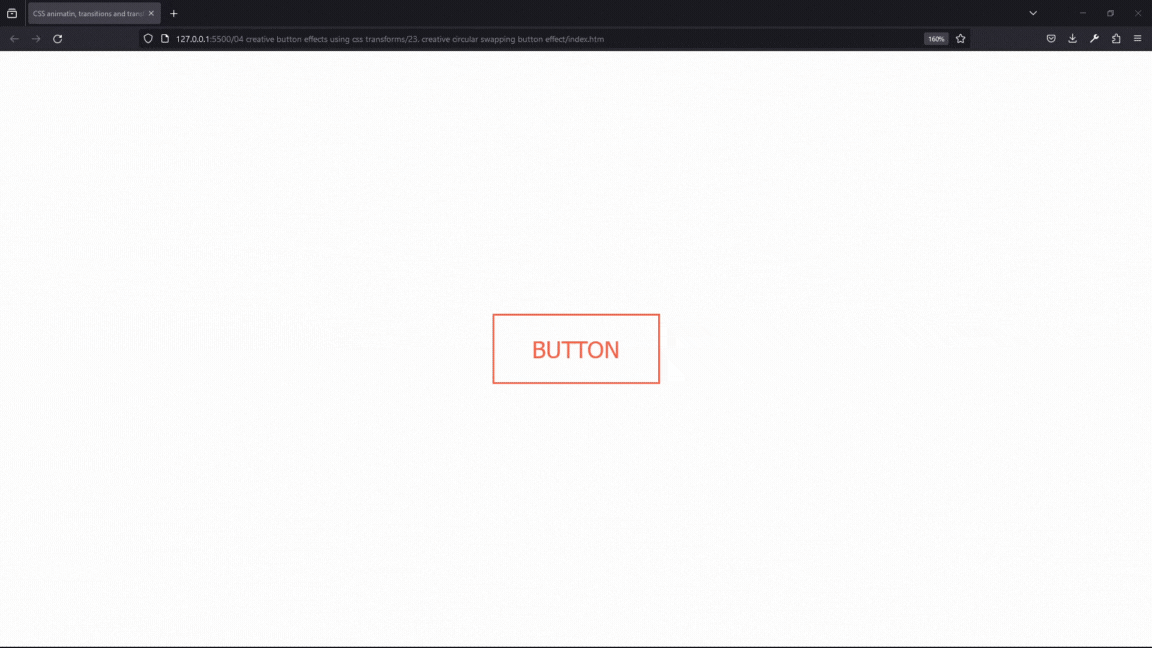 CSS animatin, transitions and trans
127.0.0.1:5500/04 creative button effects using css transforms/23. creative circular swapping button effect/index.htm
160%
BUTTON